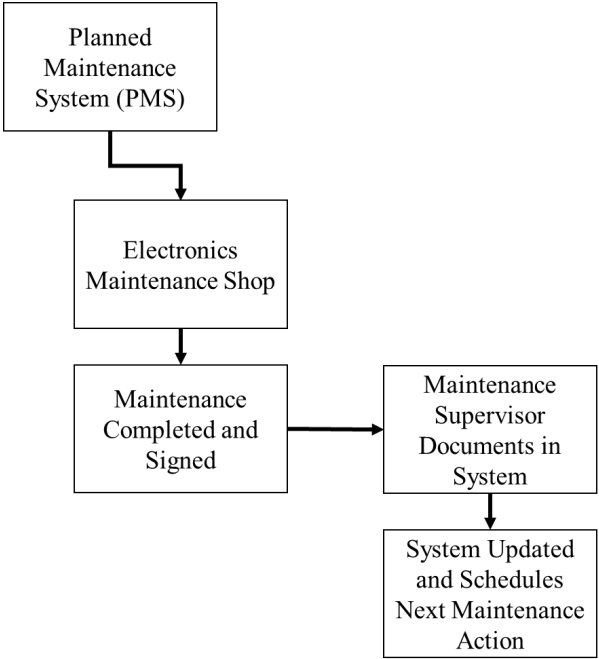 Planned
Maintenance
System (PMS)
Electronics
Maintenance Shop
Maintenance
Completed and
Signed
Maintenance
Supervisor
Documents in
System
System Updated
and Schedules
Next Maintenance
Action